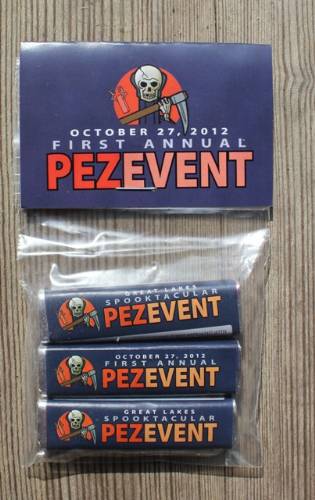 OCTOBER 27, 2012
FIRST ANNUAL
PEZEVENT
GREAT LAKES
SPOOKTACULAR
PEZEVENT
OCTOBER 27, 2012
FIRST ANNUAL
PEZEVENT
GREAT LAKES
SPOOKTACULAR
PEZEVENT